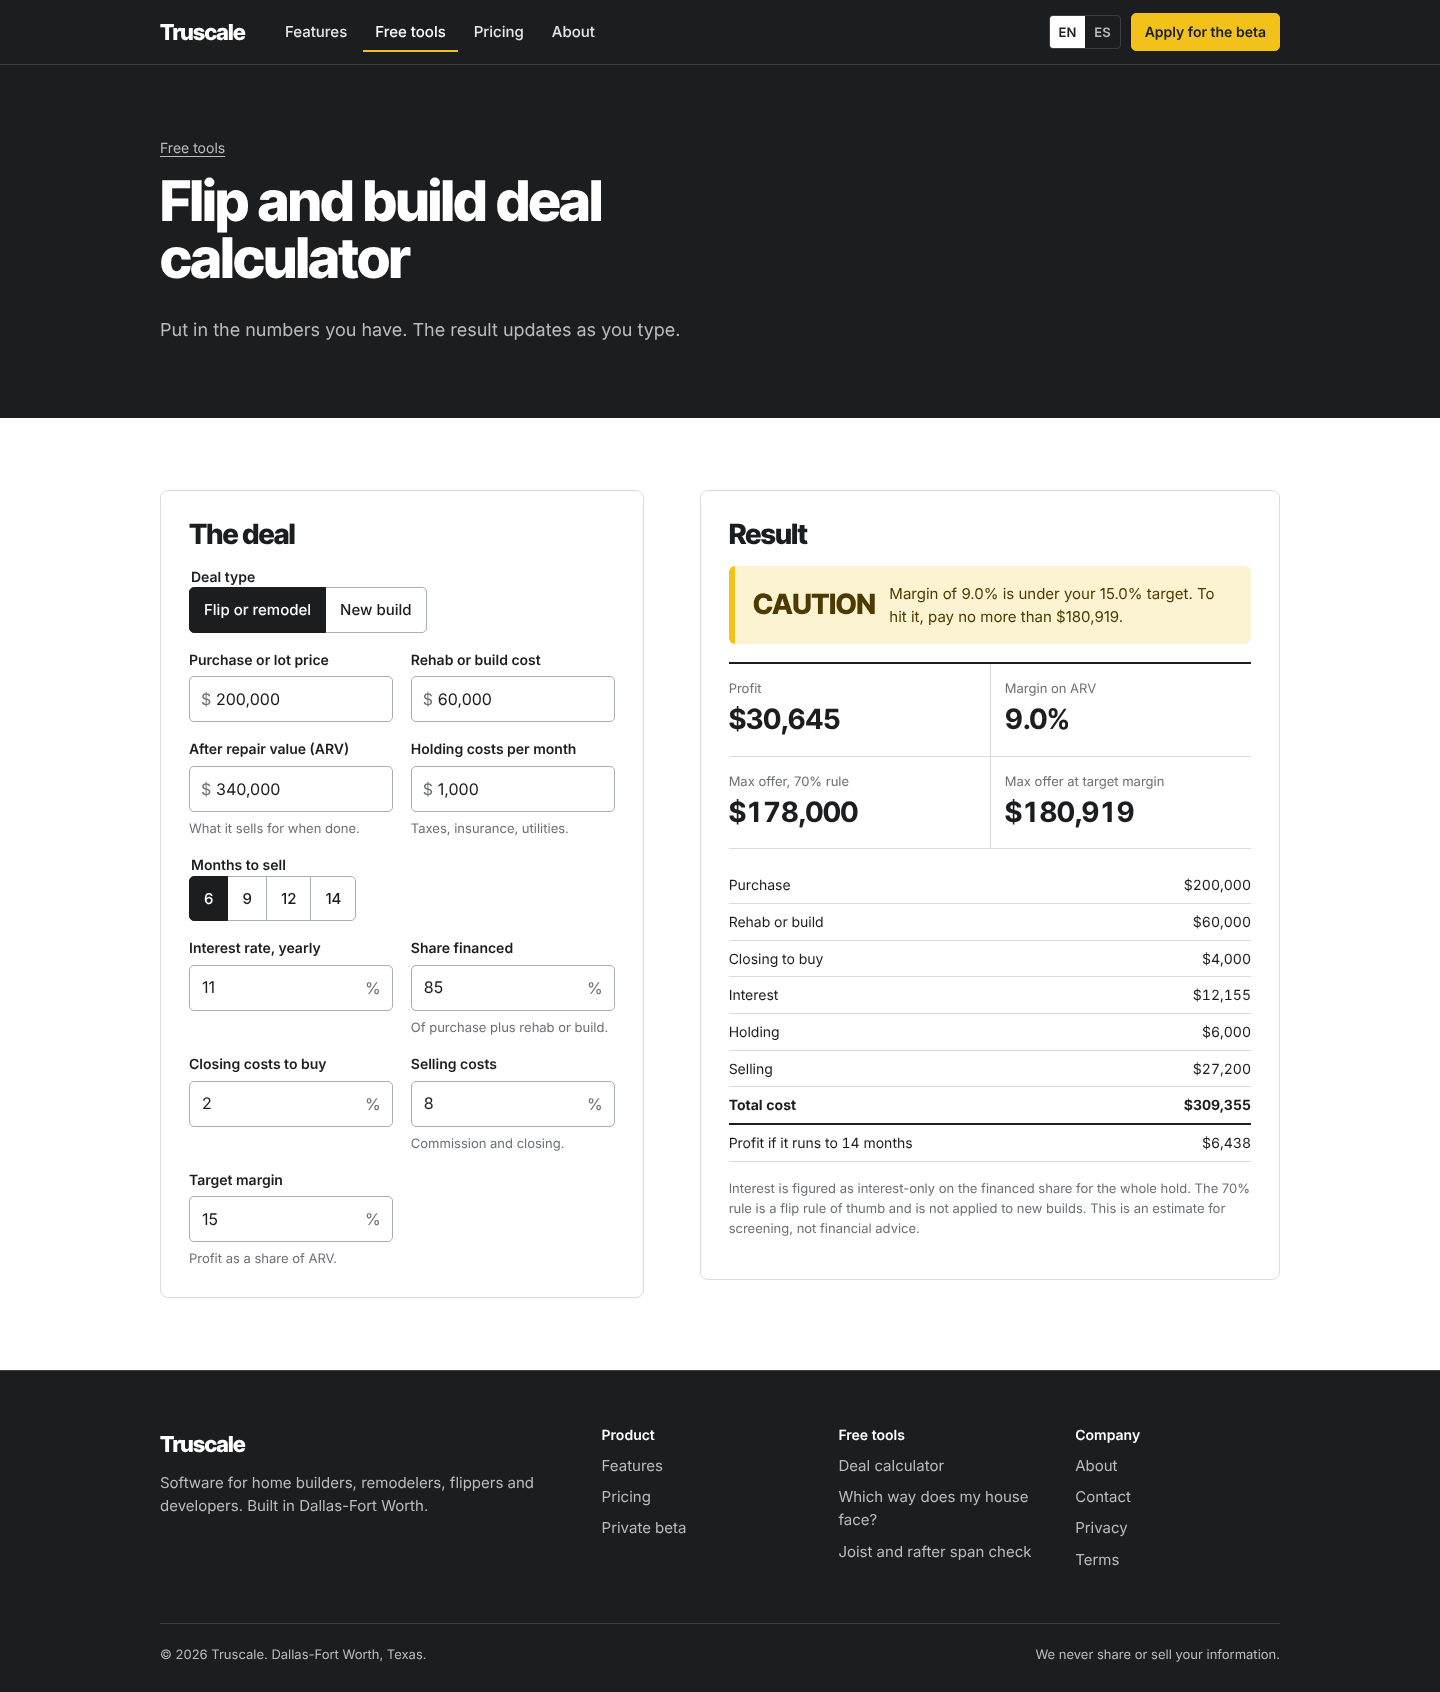 Truscale
Features
Free tools
Pricing
About
EN
ES
Apply for the beta
Free tools
Flip and build deal
calculator
Put in the numbers you have. The result updates as you type.
The deal
Deal type
Flip or remodel
New build
Purchase or lot price
$ 200,000
Rehab or build cost
$ 60,000
After repair value (ARV)
$ 340,000
What it sells for when done.
Holding costs per month
$ 1,000
Taxes, insurance, utilities.
Months to sell
6
9
12
14
Interest rate, yearly
11 %
Share financed
85 %
Of purchase plus rehab or build.
Closing costs to buy
2 %
Selling costs
8 %
Commission and closing.
Target margin
15 %
Profit as a share of ARV.
Result
CAUTION
Margin of 9.0% is under your 15.0% target. To
hit it, pay no more than $180,919.
Profit
$30,645
Margin on ARV
9.0%
Max offer, 70% rule
$178,000
Max offer at target margin
$180,919
Purchase $200,000
Rehab or build $60,000
Closing to buy $4,000
Interest $12,155
Holding $6,000
Selling $27,200
Total cost $309,355
Profit if it runs to 14 months $6,438
Interest is figured as interest-only on the financed share for the whole hold. The 70%
rule is a flip rule of thumb and is not applied to new builds. This is an estimate for
screening, not financial advice.
Truscale
Software for home builders, remodelers, flippers and
developers. Built in Dallas-Fort Worth.
Product
Features
Pricing
Private beta
Free tools
Deal calculator
Which way does my house
face?
Joist and rafter span check
Company
About
Contact
Privacy
Terms
© 2026 Truscale. Dallas-Fort Worth, Texas.
We never share or sell your information.